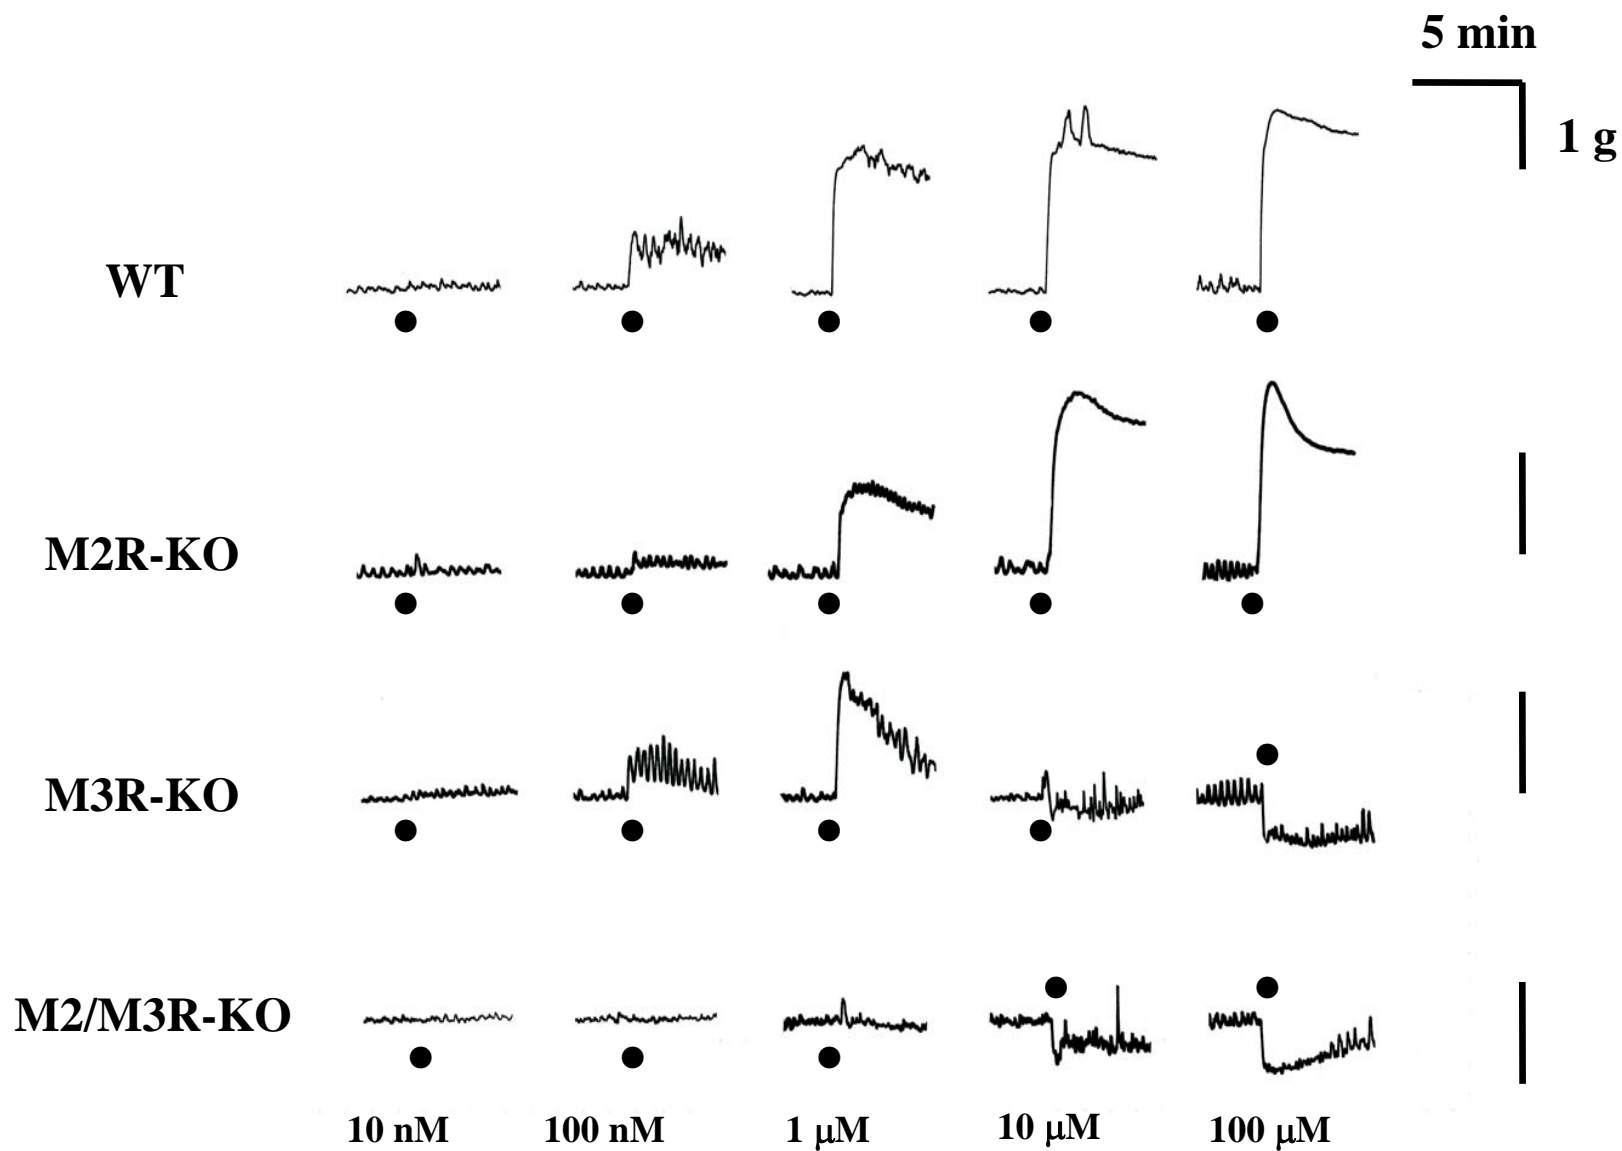 5 min
1 g
WT
M2R-KO
M3R-KO
M2/M3R-KO
10 nM 100 nM 1 μM 10 μM 100 μM